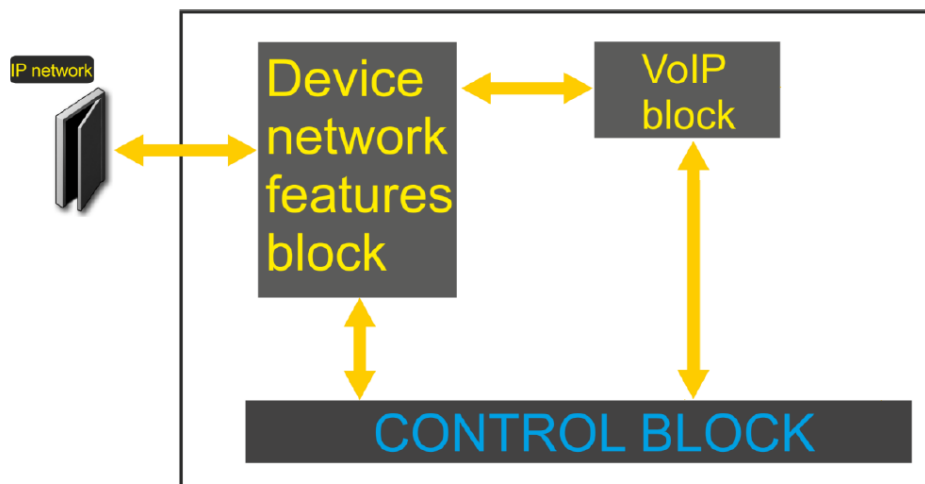 IP network
Device
network
features
block
VoIP
block
CONTROL BLOCK